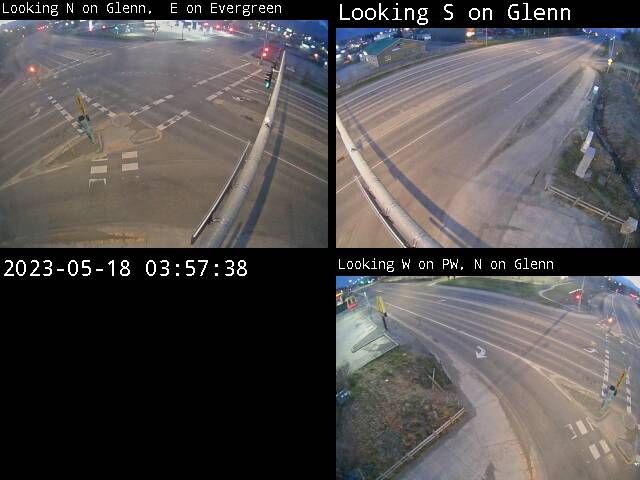 Looking N on Glenn, E on Evergreen
Looking S on Glenn
2023-05-18 03:57:38
Looking W on PW, N on Glenn